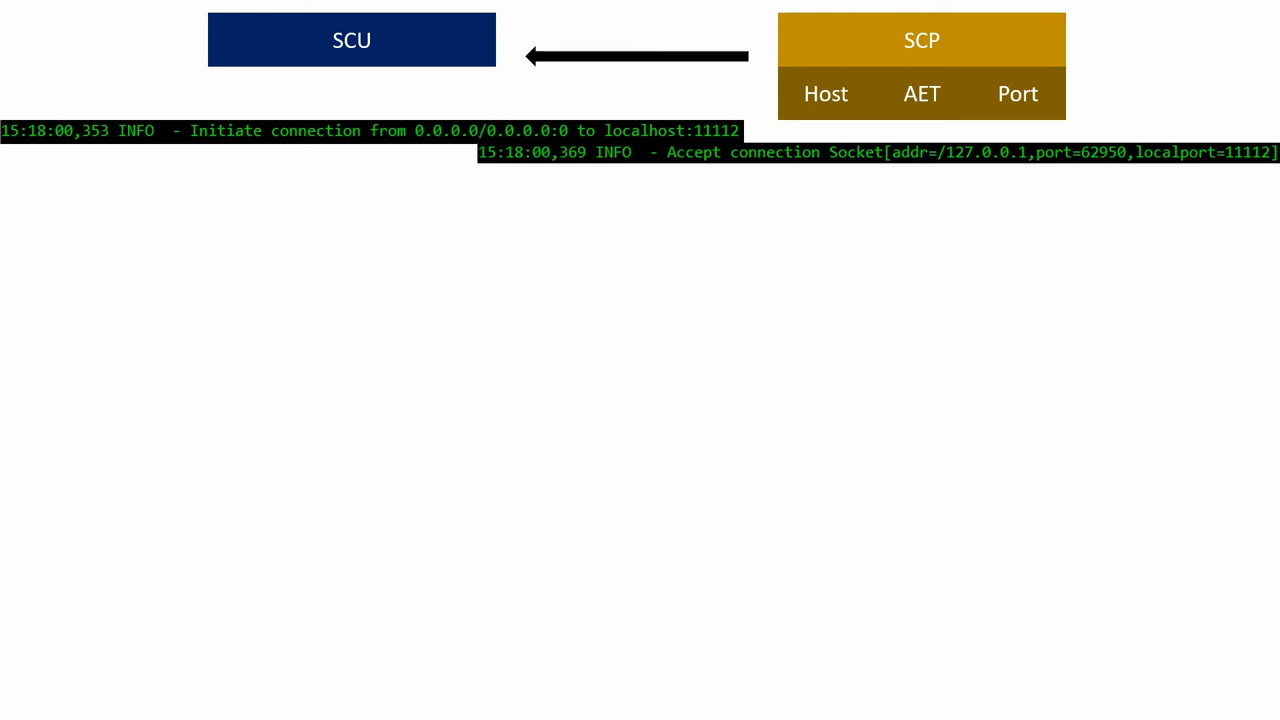 SCU
SCP
Host AET Port
15:18:00,353 INFO  - Initiate connection from 0.0.0.0/0.0.0.0:0 to localhost:11112
15:18:00,369 INFO  - Accept connection Socket[addr=/127.0.0.1,port=62950,localport=11112]